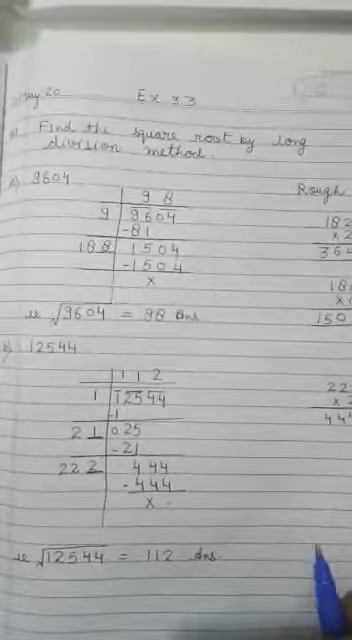 Ex 3.3
Find the square root by long
division method.
a) 9604
Rough
9 8
9 9604
182
-81
188 1504
-1504
x
ie √9604 = 98 Ans
b) 12544
1 1 2
1 12544
-1
21 025
-21
222 444
-444
x
ie √12544 = 112 Ans.